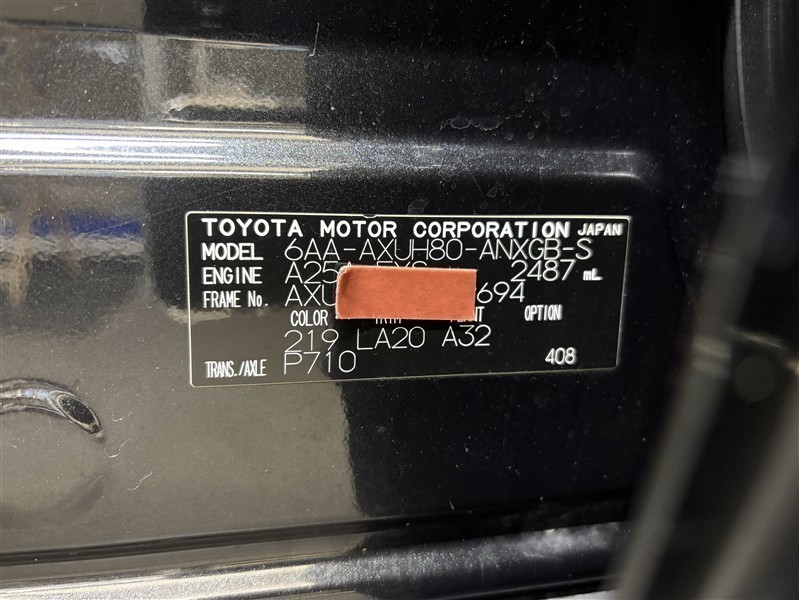 TOYOTA MOTOR CORPORATION JAPAN
MODEL 6AA-AXUH80-ANXGB-S
ENGINE 2487 mL
FRAME No. AXU 694
COLOR OPTION
219 LA20 A32
TRANS./AXLE P710 408